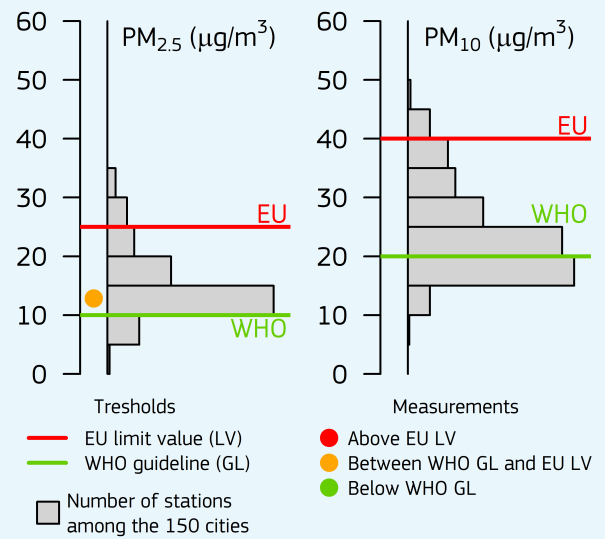 PM2.5 (μg/m³)
60
50
40
30
20
10
0
EU
WHO
PM10 (μg/m³)
60
50
40
30
20
10
0
EU
WHO
Tresholds
EU limit value (LV)
WHO guideline (GL)
Number of stations
among the 150 cities
Measurements
Above EU LV
Between WHO GL and EU LV
Below WHO GL